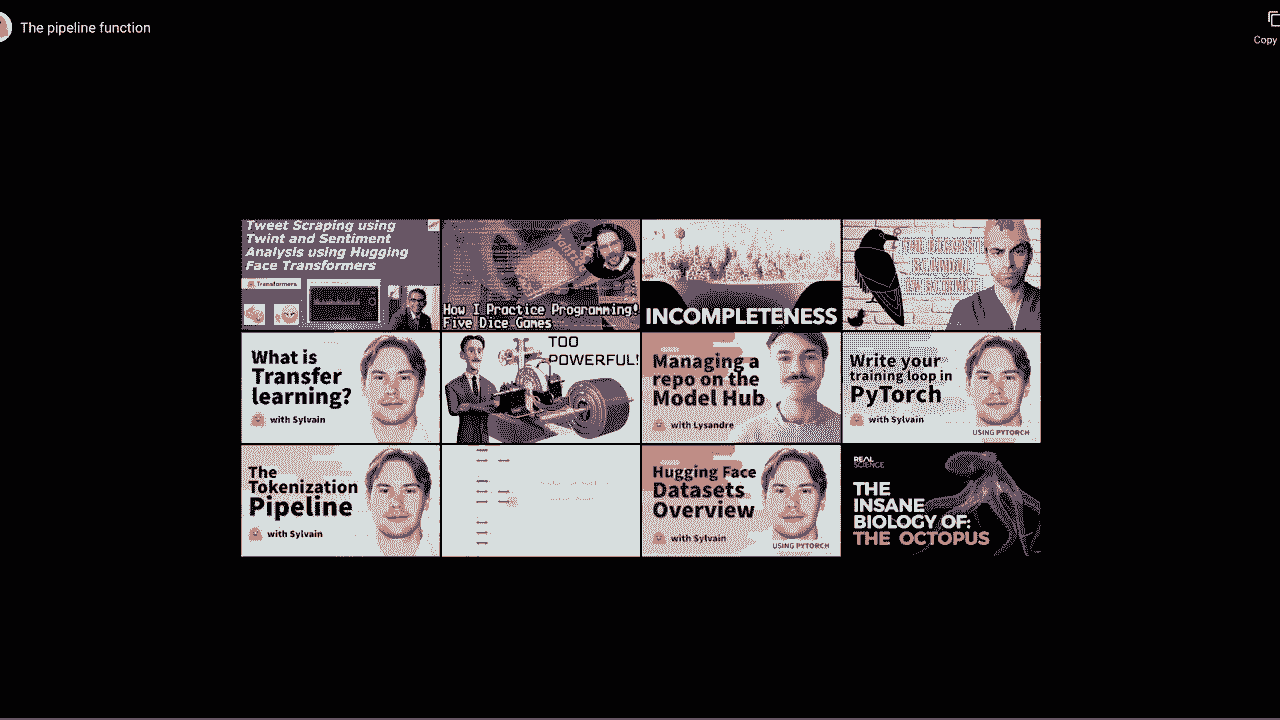 The pipeline function
Copy
Tweet Scraping using
Twint and Sentiment
Analysis using Hugging
Face Transformers
Transformers
How I Practice Programming!
Five Dice Games
INCOMPLETENESS
What is
Transfer
learning?
with Sylvain
TOO
POWERFUL!
Managing a
repo on the
Model Hub
with Lysandre
Write your
training loop in
PyTorch
with Sylvain
USING PYTORCH
The
Tokenization
Pipeline
with Sylvain
Hugging Face
Datasets
Overview
with Sylvain
USING PYTORCH
REAL
SCIENCE
THE
INSANE
BIOLOGY OF:
THE OCTOPUS